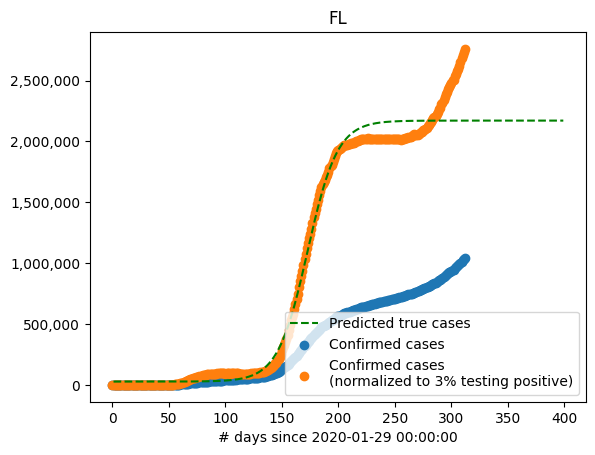 FL
2,500,000
2,000,000
1,500,000
1,000,000
500,000
0
Predicted true cases
Confirmed cases
Confirmed cases
(normalized to 3% testing positive)
0 50 100 150 200 250 300 350 400
# days since 2020-01-29 00:00:00